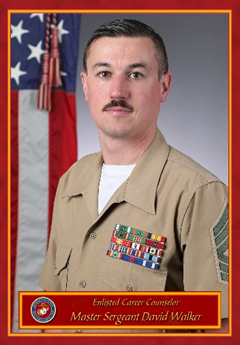 Enlisted Career Counselor
Master Sergeant David Walker